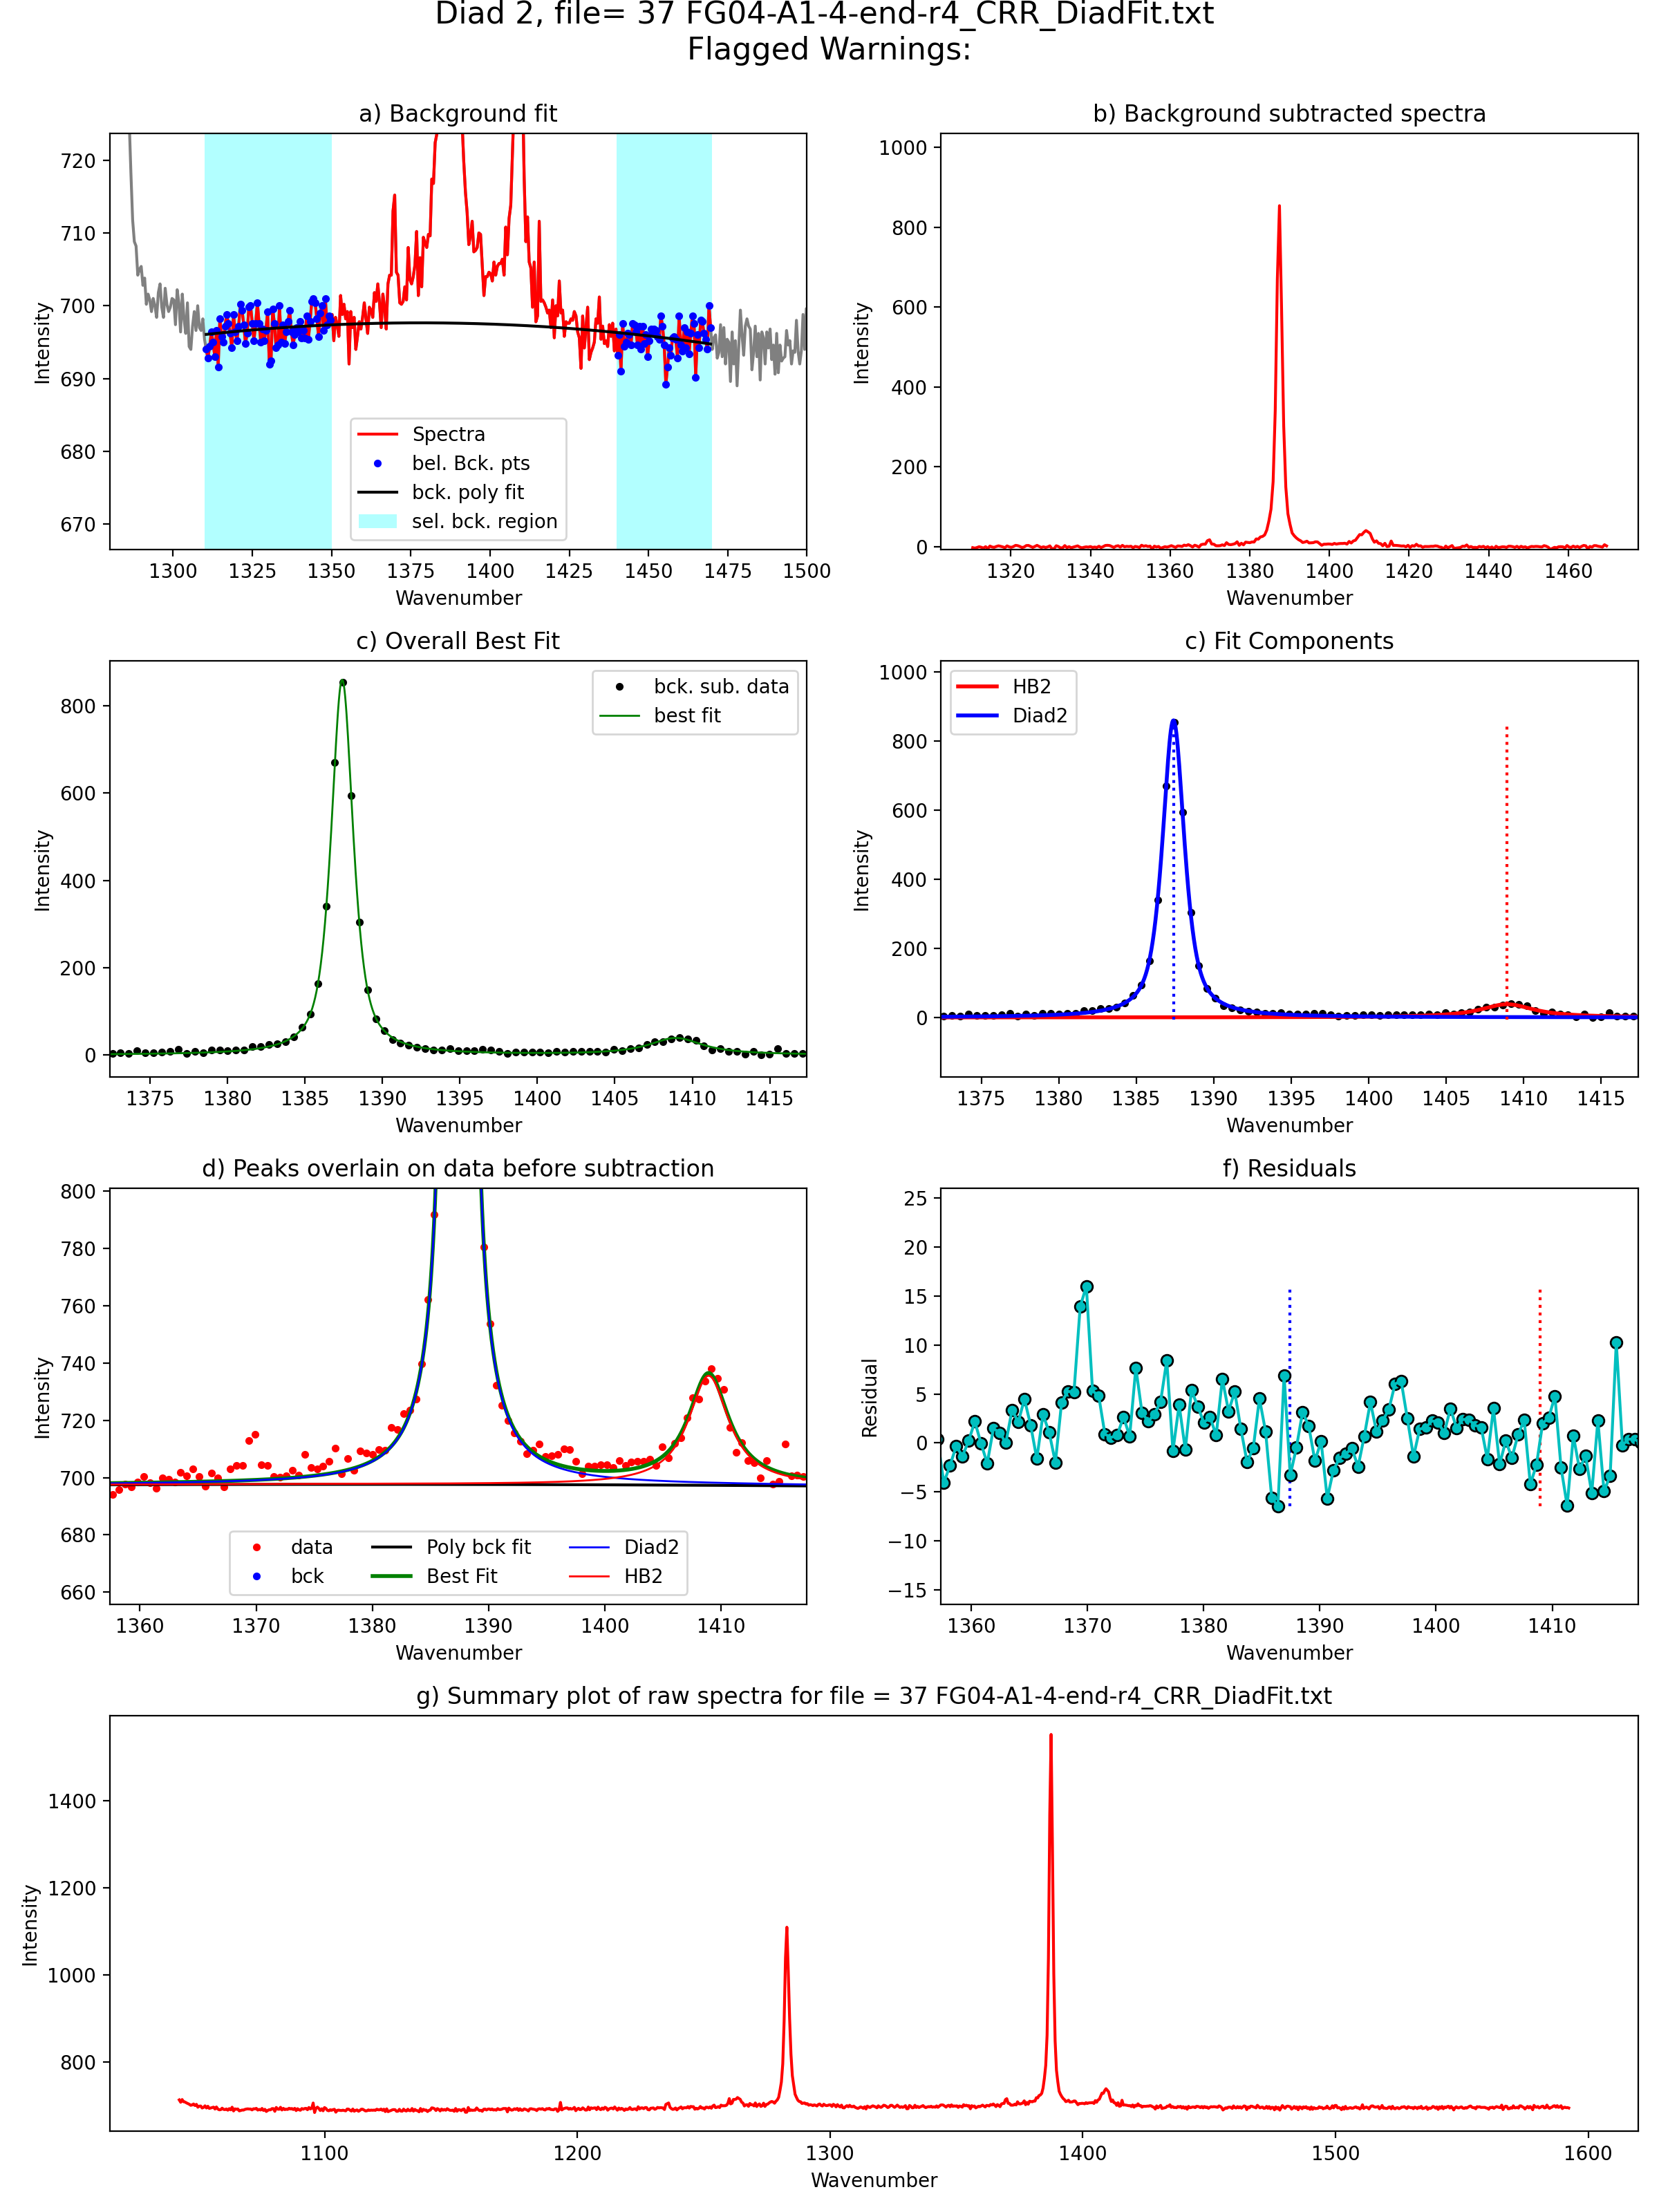 Diad 2, file= 37 FG04-A1-4-end-r4_CRR_DiadFit.txt
Flagged Warnings:
a) Background fit
Intensity
720
710
700
690
680
670
Spectra
bel. Bck. pts
bck. poly fit
sel. bck. region
1300 1325 1350 1375 1400 1425 1450 1475 1500
Wavenumber
b) Background subtracted spectra
Intensity
1000
800
600
400
200
0
1320 1340 1360 1380 1400 1420 1440 1460
Wavenumber
c) Overall Best Fit
Intensity
800
600
400
200
0
bck. sub. data
best fit
1375 1380 1385 1390 1395 1400 1405 1410 1415
Wavenumber
c) Fit Components
Intensity
1000
800
600
400
200
0
HB2
Diad2
1375 1380 1385 1390 1395 1400 1405 1410 1415
Wavenumber
d) Peaks overlain on data before subtraction
Intensity
800
780
760
740
720
700
680
660
data Poly bck fit Diad2
bck Best Fit HB2
1360 1370 1380 1390 1400 1410
Wavenumber
f) Residuals
Residual
25
20
15
10
5
0
−5
−10
−15
1360 1370 1380 1390 1400 1410
Wavenumber
g) Summary plot of raw spectra for file = 37 FG04-A1-4-end-r4_CRR_DiadFit.txt
Intensity
1400
1200
1000
800
1100 1200 1300 1400 1500 1600
Wavenumber